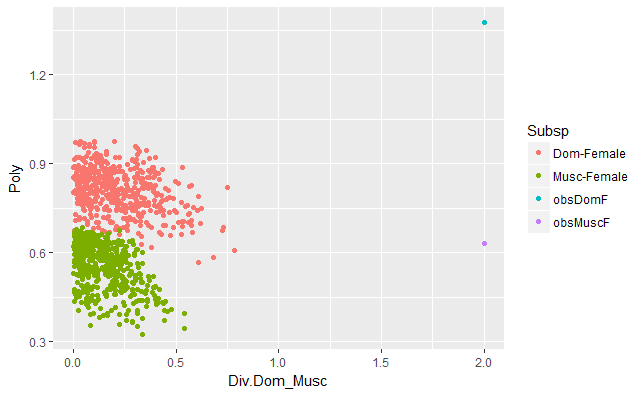 Poly
1.2
0.9
0.6
0.3
0.0 0.5 1.0 1.5 2.0
Div.Dom_Musc
Subsp
Dom-Female
Musc-Female
obsDomF
obsMuscF